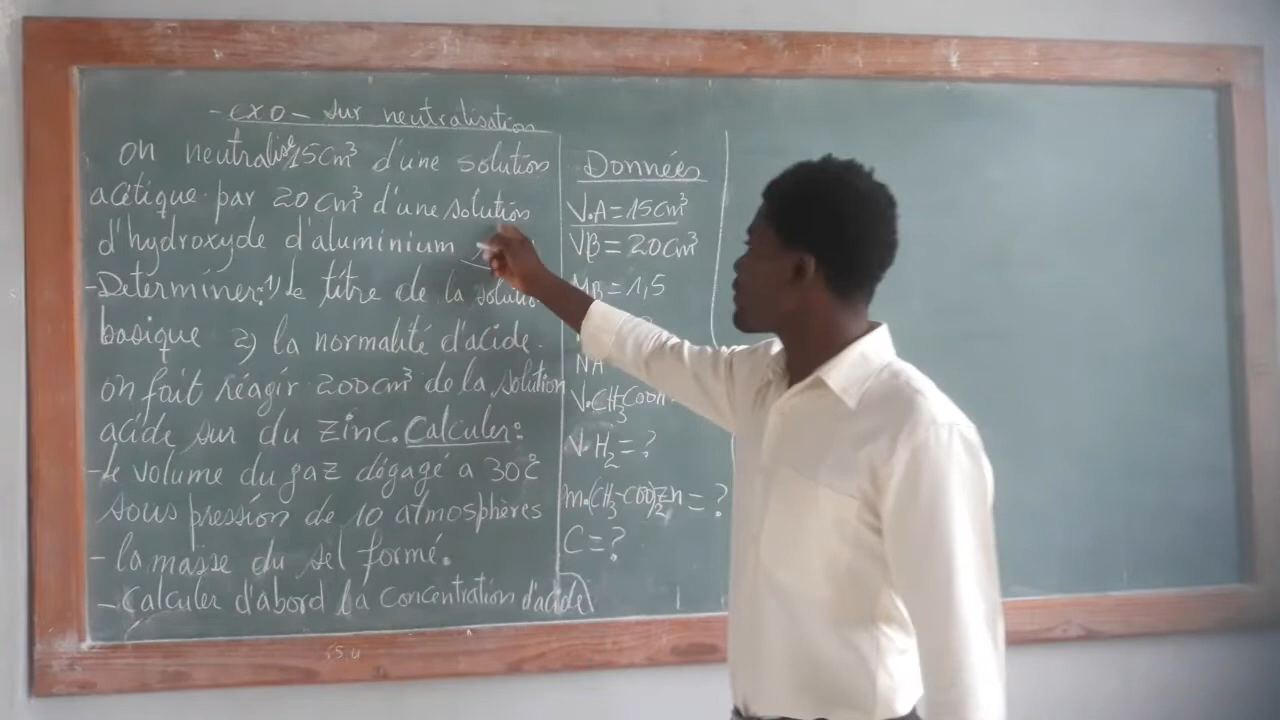 - exo - sur neutralisation
on neutralise 15cm³ d'une solution
acétique par 20cm³ d'une solution
d'hydroxyde d'aluminium
- Determiner: 1) le titre de la
basique 2) la normalité d'acide.
on fait réagir 200cm³ de la solution
acide sur du zinc. Calculer:
- le volume du gaz dégagé a 30°c
sous pression de 10 atmosphères
- la masse du sel formé.
- Calculer d'abord la concentration d'acide
Données
V.A = 15cm³
VB = 20cm³
MB = 1,5
NA
V.CH₃COOH
V.H₂ = ?
m.(CH₃-COO)₂Zn = ?
C = ?